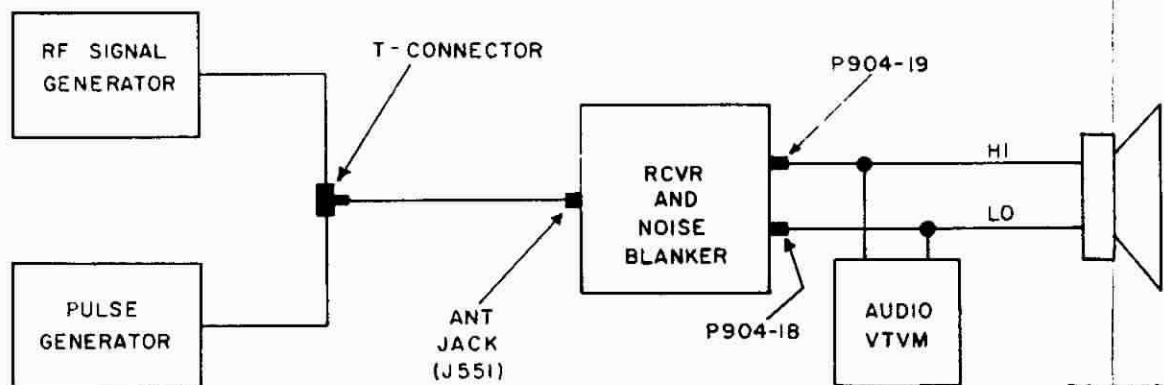 RF SIGNAL
GENERATOR
T-CONNECTOR
P904-19
HI
RCVR
AND
NOISE
BLANKER
LO
PULSE
GENERATOR
ANT
JACK
(J551)
P904-18
AUDIO
VTVM